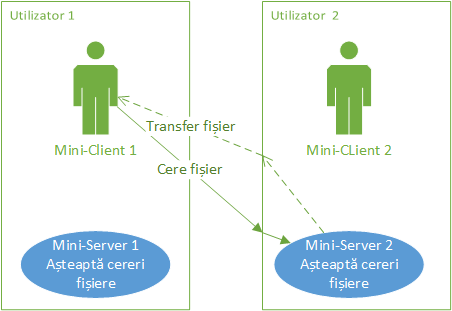 Utilizator 1
Utilizator  2
Transfer fișier
Mini-Client 1
Mini-CLient 2
Cere fișier
Mini-Server 1
Așteaptă cereri
fișiere
Mini-Server 2
Așteaptă cereri
fișiere